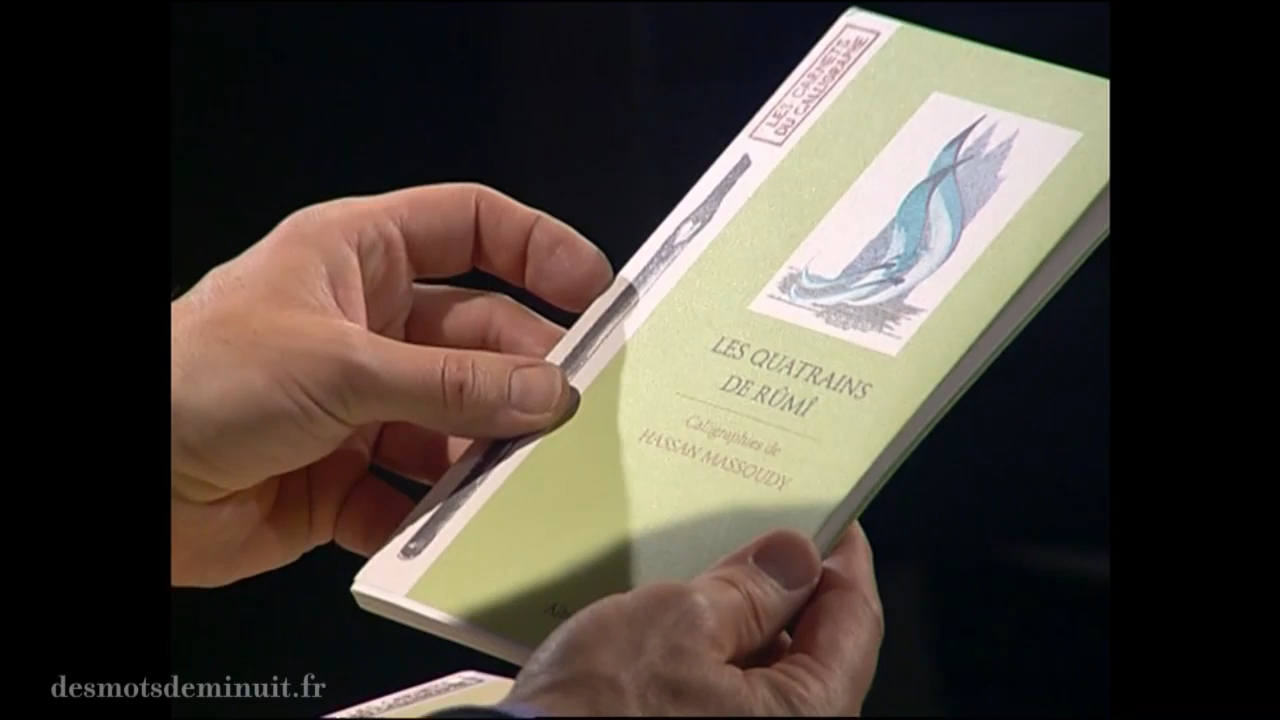 LES CARNETS
DU CALLIGRAPHE
LES QUATRAINS
DE RÛMÎ
Calligraphies de
HASSAN MASSOUDY
desmotsdeminuit.fr